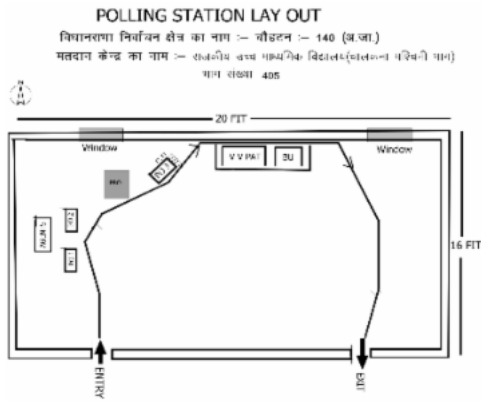 POLLING STATION LAY OUT
विधानसभा निर्वाचन क्षेत्र का नाम :– चौहटन :– 140 (अ.जा.)
मतदान केन्द्र का नाम :– राजकीय उच्च माध्यमिक विद्यालय
भाग संख्या 405
20 FIT
Window
Window
V V PAT
BU
16 FIT
ENTRY
EXIT